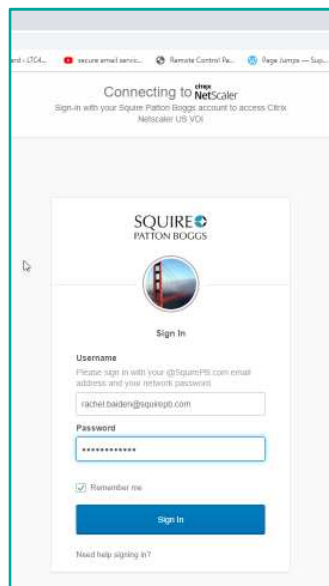 secure email servic...
Remote Control Pa...
Page Jumps — Sup...
Connecting to citrix NetScaler
Sign-in with your Squire Patton Boggs account to access Citrix
Netscaler US VDI
SQUIRE
PATTON BOGGS
Sign In
Username
Please sign in with your @SquirePB.com email
address and your network password
rachel.baiden@squirepb.com
Password
••••••••••••
Remember me
Sign In
Need help signing in?